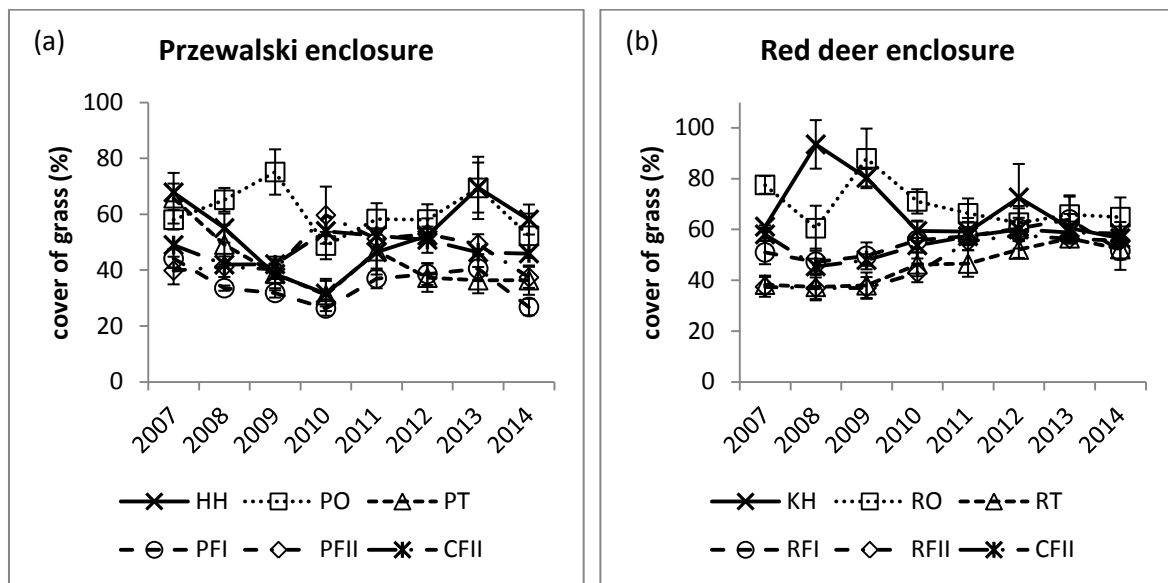 (a)
Przewalski enclosure
cover of grass (%)
100
80
60
40
20
0
2007
2008
2009
2010
2011
2012
2013
2014
HH PO PT
PFI PFII CFII
(b)
Red deer enclosure
cover of grass (%)
100
80
60
40
20
0
2007
2008
2009
2010
2011
2012
2013
2014
KH RO RT
RFI RFII CFII